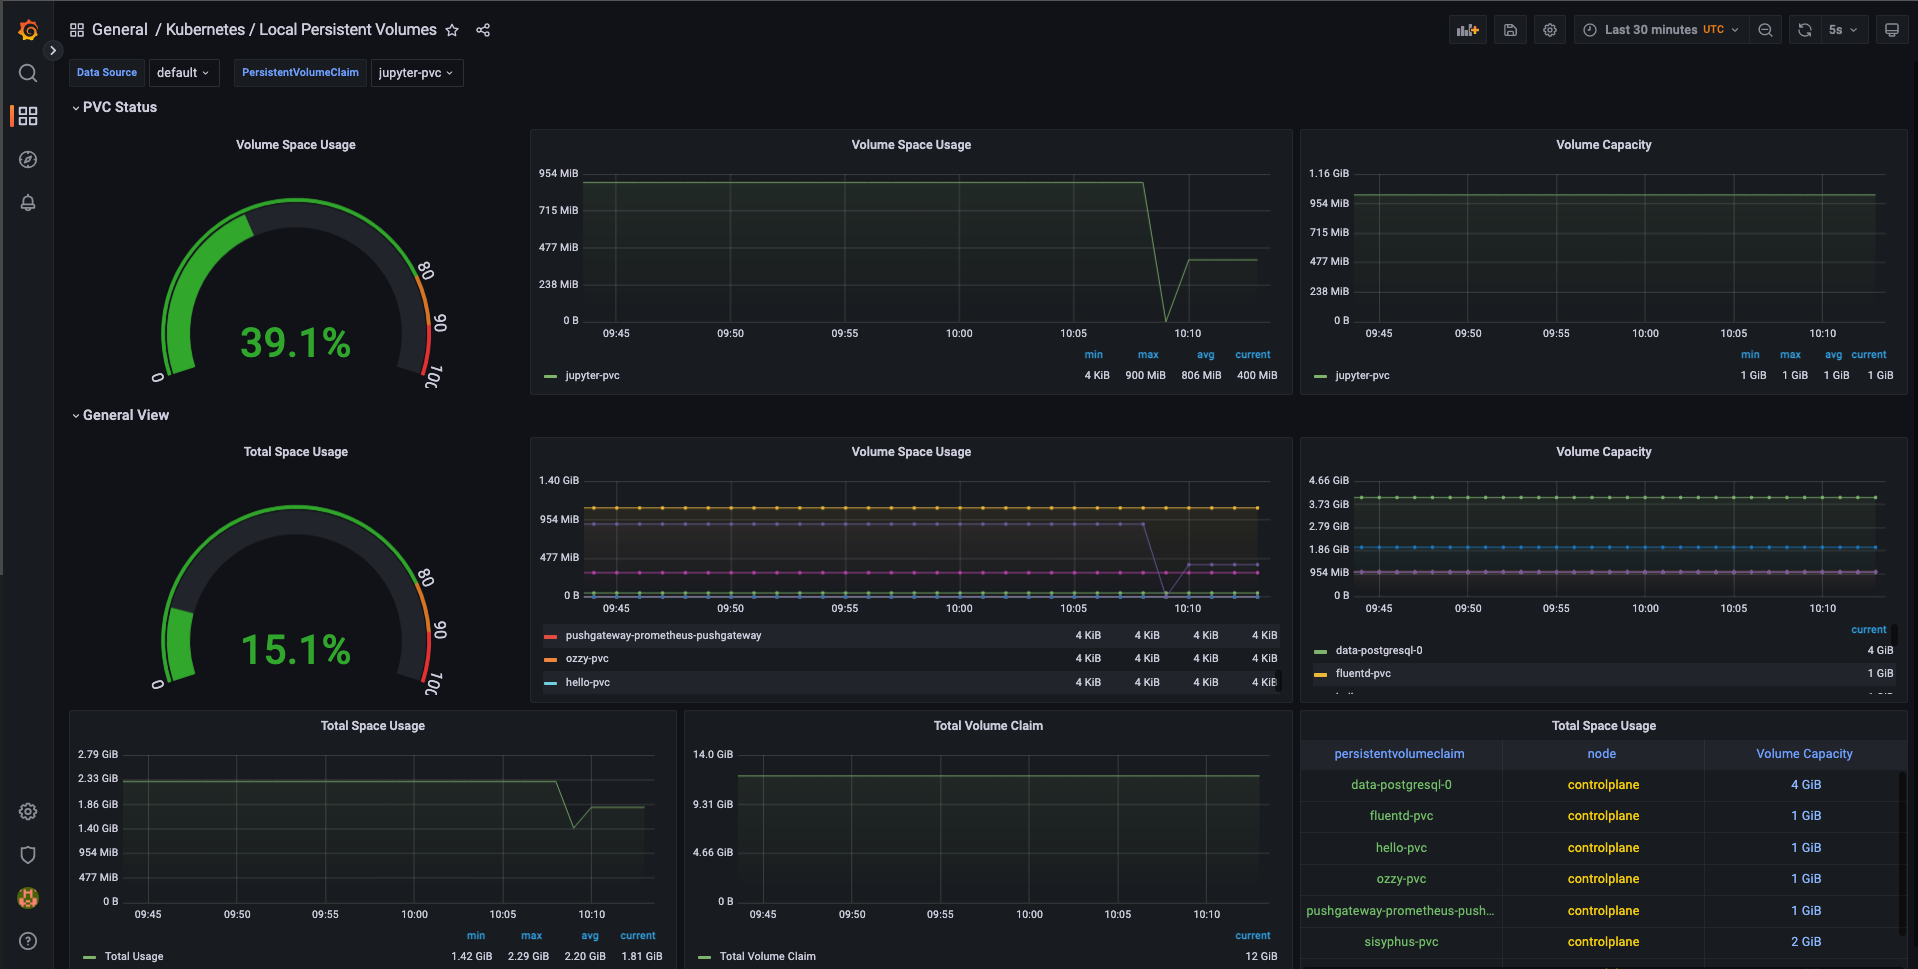 General / Kubernetes / Local Persistent Volumes
Last 30 minutes UTC
5s
Data Source default PersistentVolumeClaim jupyter-pvc
PVC Status
Volume Space Usage
0
80
90
100
39.1%
Volume Space Usage
954 MiB
715 MiB
477 MiB
238 MiB
0 B
09:45 09:50 09:55 10:00 10:05 10:10
min max avg current
jupyter-pvc 4 KiB 900 MiB 806 MiB 400 MiB
Volume Capacity
1.16 GiB
954 MiB
715 MiB
477 MiB
238 MiB
0 B
09:45 09:50 09:55 10:00 10:05 10:10
min max avg current
jupyter-pvc 1 GiB 1 GiB 1 GiB 1 GiB
General View
Total Space Usage
0
80
90
100
15.1%
Volume Space Usage
1.40 GiB
954 MiB
477 MiB
0 B
09:45 09:50 09:55 10:00 10:05 10:10
pushgateway-prometheus-pushgateway 4 KiB 4 KiB 4 KiB 4 KiB
ozzy-pvc 4 KiB 4 KiB 4 KiB 4 KiB
hello-pvc 4 KiB 4 KiB 4 KiB 4 KiB
Volume Capacity
4.66 GiB
3.73 GiB
2.79 GiB
1.86 GiB
954 MiB
0 B
09:45 09:50 09:55 10:00 10:05 10:10
current
data-postgresql-0 4 GiB
fluentd-pvc 1 GiB
Total Space Usage
2.79 GiB
2.33 GiB
1.86 GiB
1.40 GiB
954 MiB
477 MiB
0 B
09:45 09:50 09:55 10:00 10:05 10:10
min max avg current
Total Usage 1.42 GiB 2.29 GiB 2.20 GiB 1.81 GiB
Total Volume Claim
14.0 GiB
9.31 GiB
4.66 GiB
0 B
09:45 09:50 09:55 10:00 10:05 10:10
current
Total Volume Claim 12 GiB
Total Space Usage
persistentvolumeclaim node Volume Capacity
data-postgresql-0 controlplane 4 GiB
fluentd-pvc controlplane 1 GiB
hello-pvc controlplane 1 GiB
ozzy-pvc controlplane 1 GiB
pushgateway-prometheus-push... controlplane 1 GiB
sisyphus-pvc controlplane 2 GiB